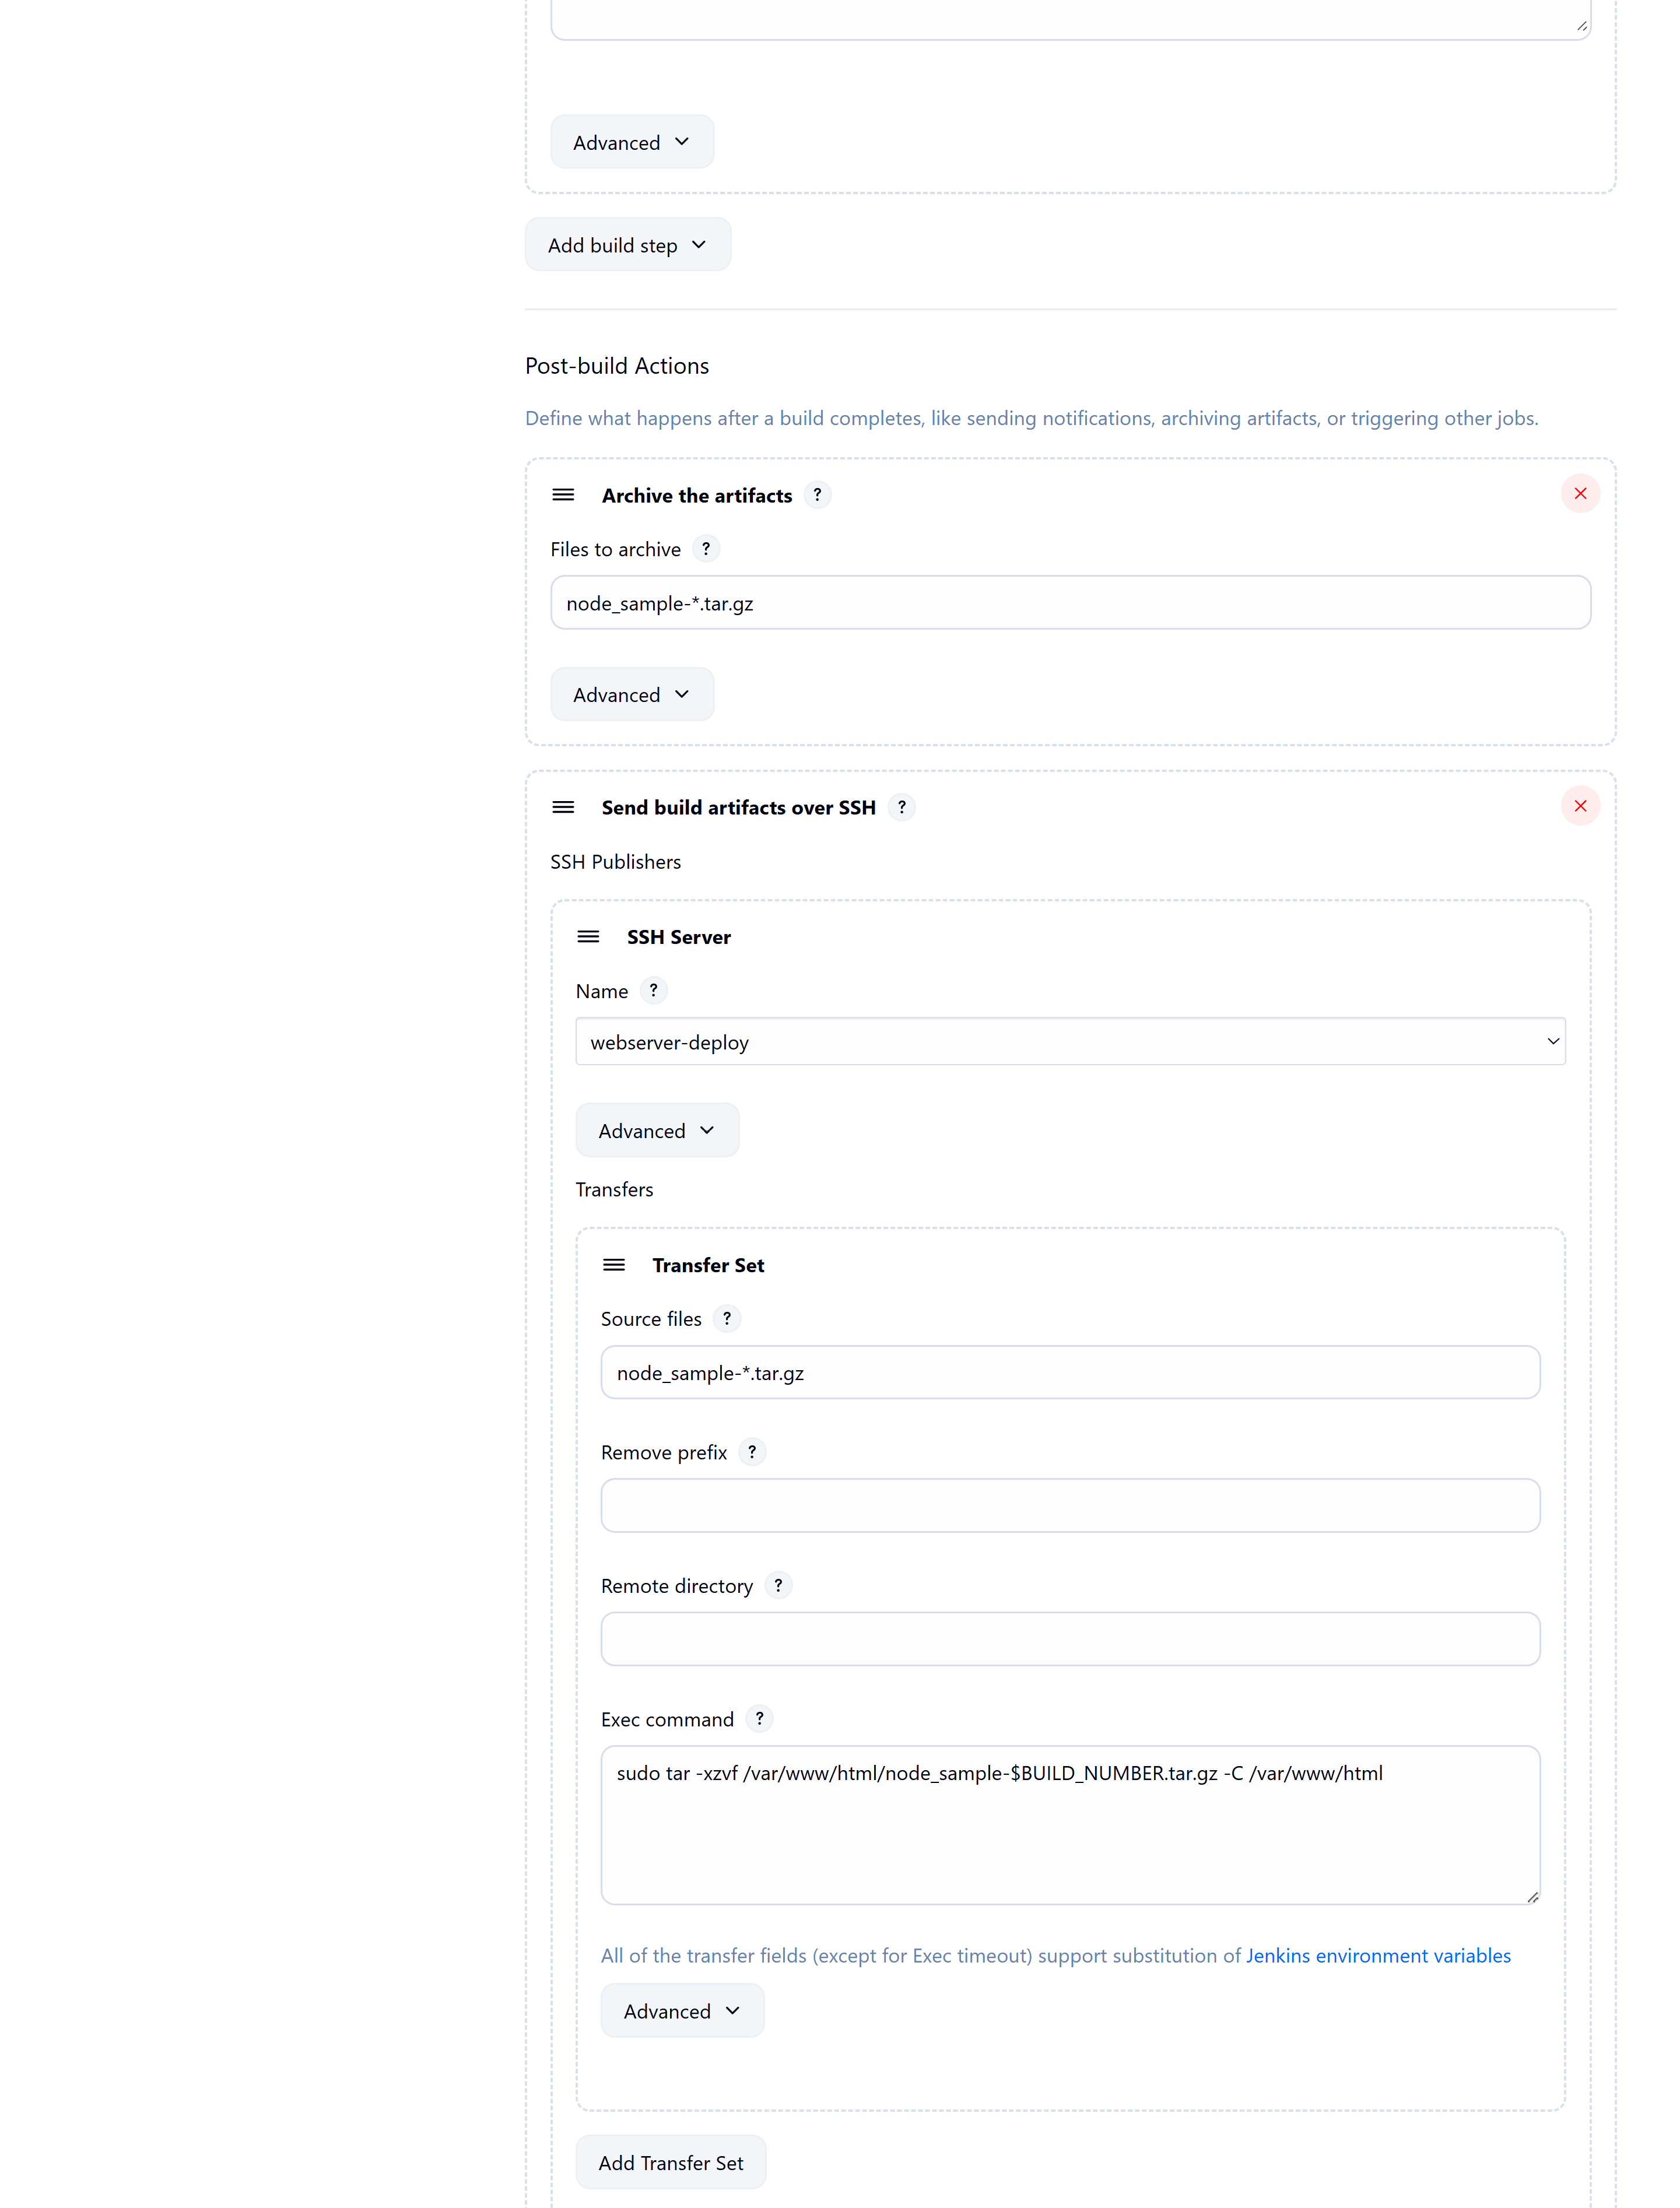 Advanced
Add build step
Post-build Actions
Define what happens after a build completes, like sending notifications, archiving artifacts, or triggering other jobs.
Archive the artifacts ?
Files to archive ?
node_sample-*.tar.gz
Advanced
Send build artifacts over SSH ?
SSH Publishers
SSH Server
Name ?
webserver-deploy
Advanced
Transfers
Transfer Set
Source files ?
node_sample-*.tar.gz
Remove prefix ?
Remote directory ?
Exec command ?
sudo tar -xzvf /var/www/html/node_sample-$BUILD_NUMBER.tar.gz -C /var/www/html
All of the transfer fields (except for Exec timeout) support substitution of Jenkins environment variables
Advanced
Add Transfer Set